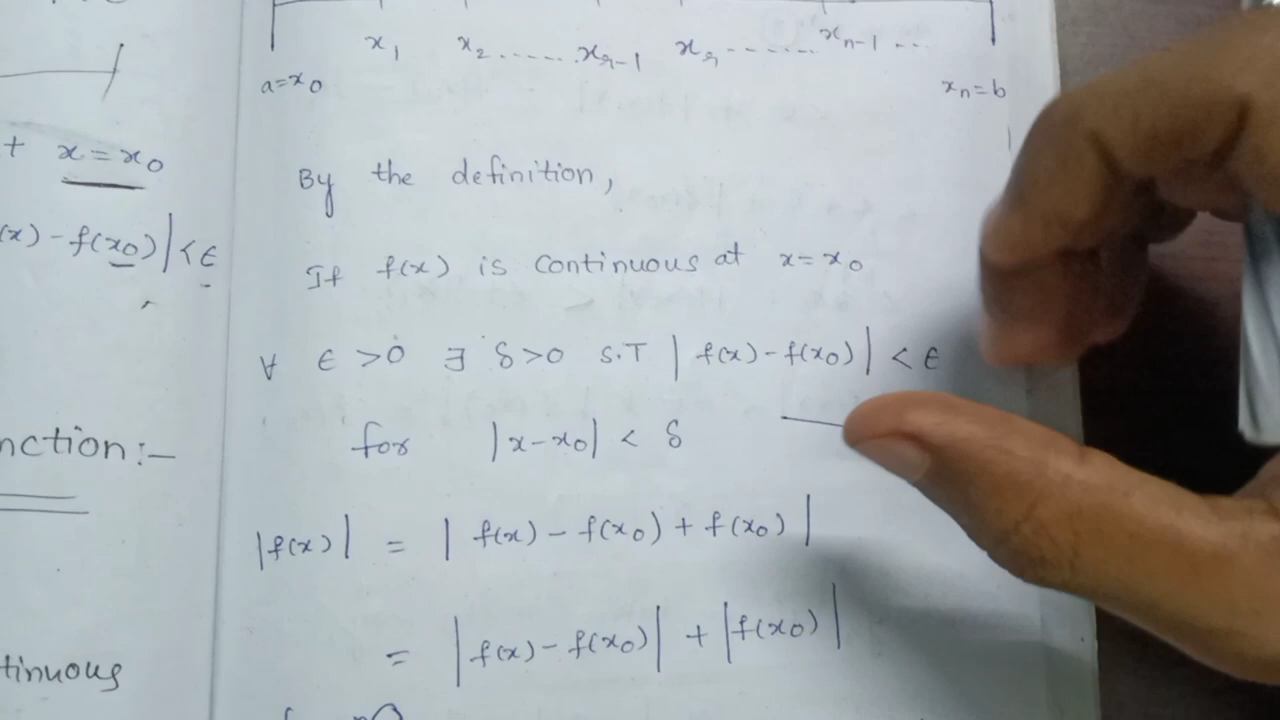 x₁ x₂ ...... xᵣ₋₁ xᵣ ------- xₙ₋₁ ...
a=x₀ xₙ=b
By the definition,
If f(x) is continuous at x=x₀
∀ ϵ >0 ∃ δ>0 S.T | f(x)-f(x₀)| < ϵ
for |x-x₀| < δ
|f(x)| = | f(x)-f(x₀)+f(x₀)|
= |f(x)-f(x₀)| + |f(x₀)|
x=x₀
(x)-f(x₀)|<ϵ
nction:-
tinuous